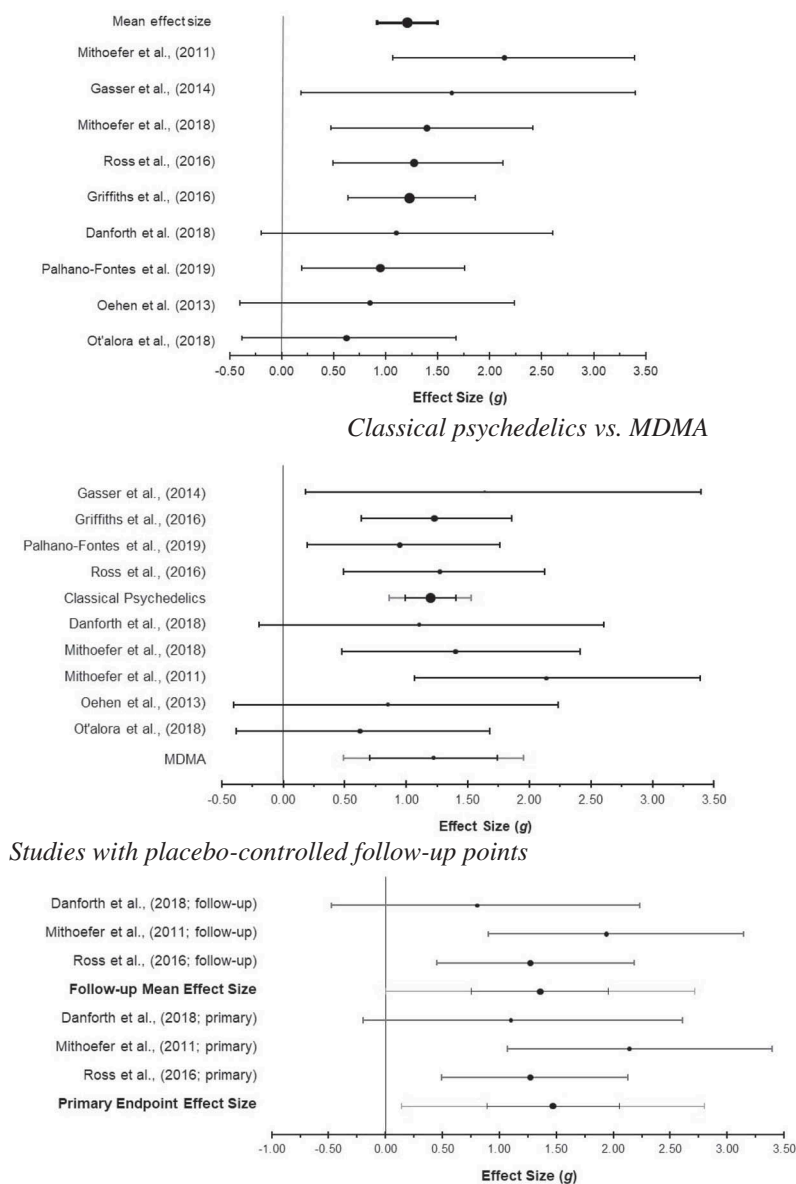 Mean effect size
Mithoefer et al., (2011)
Gasser et al., (2014)
Mithoefer et al., (2018)
Ross et al., (2016)
Griffiths et al., (2016)
Danforth et al. (2018)
Palhano-Fontes et al. (2019)
Oehen et al. (2013)
Ot'alora et al., (2018)
-0.50 0.00 0.50 1.00 1.50 2.00 2.50 3.00 3.50
Effect Size (g)
Classical psychedelics vs. MDMA
Gasser et al., (2014)
Griffiths et al., (2016)
Palhano-Fontes et al., (2019)
Ross et al., (2016)
Classical Psychedelics
Danforth et al., (2018)
Mithoefer et al., (2018)
Mithoefer et al., (2011)
Oehen et al., (2013)
Ot'alora et al., (2018)
MDMA
-0.50 0.00 0.50 1.00 1.50 2.00 2.50 3.00 3.50
Effect Size (g)
Studies with placebo-controlled follow-up points
Danforth et al., (2018; follow-up)
Mithoefer et al., (2011; follow-up)
Ross et al., (2016; follow-up)
Follow-up Mean Effect Size
Danforth et al., (2018; primary)
Mithoefer et al., (2011; primary)
Ross et al., (2016; primary)
Primary Endpoint Effect Size
-1.00 -0.50 0.00 0.50 1.00 1.50 2.00 2.50 3.00 3.50
Effect Size (g)